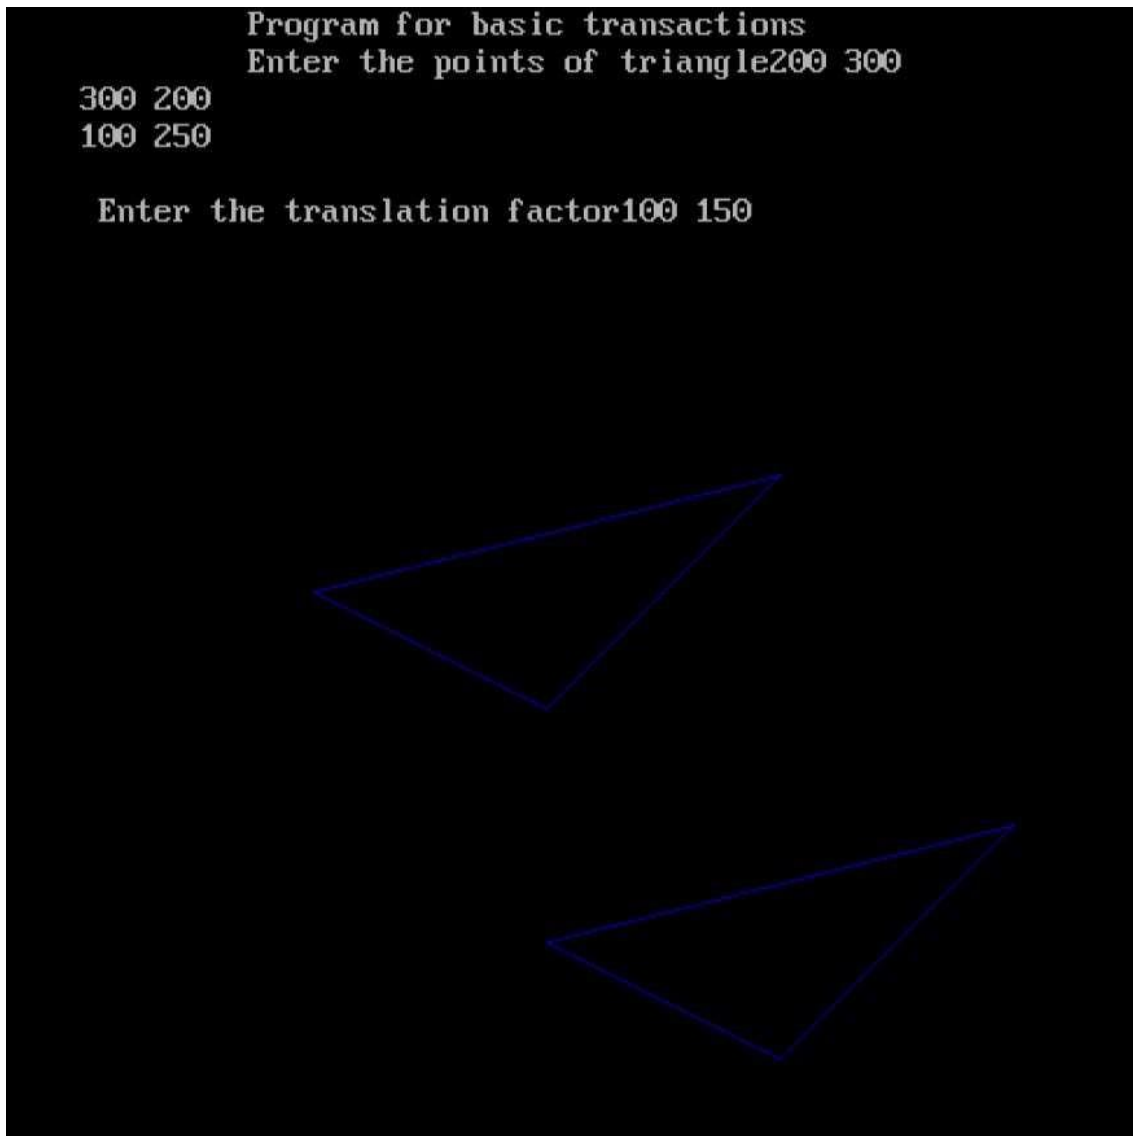 Program for basic transactions
Enter the points of triangle200 300
300 200
100 250
Enter the translation factor100 150